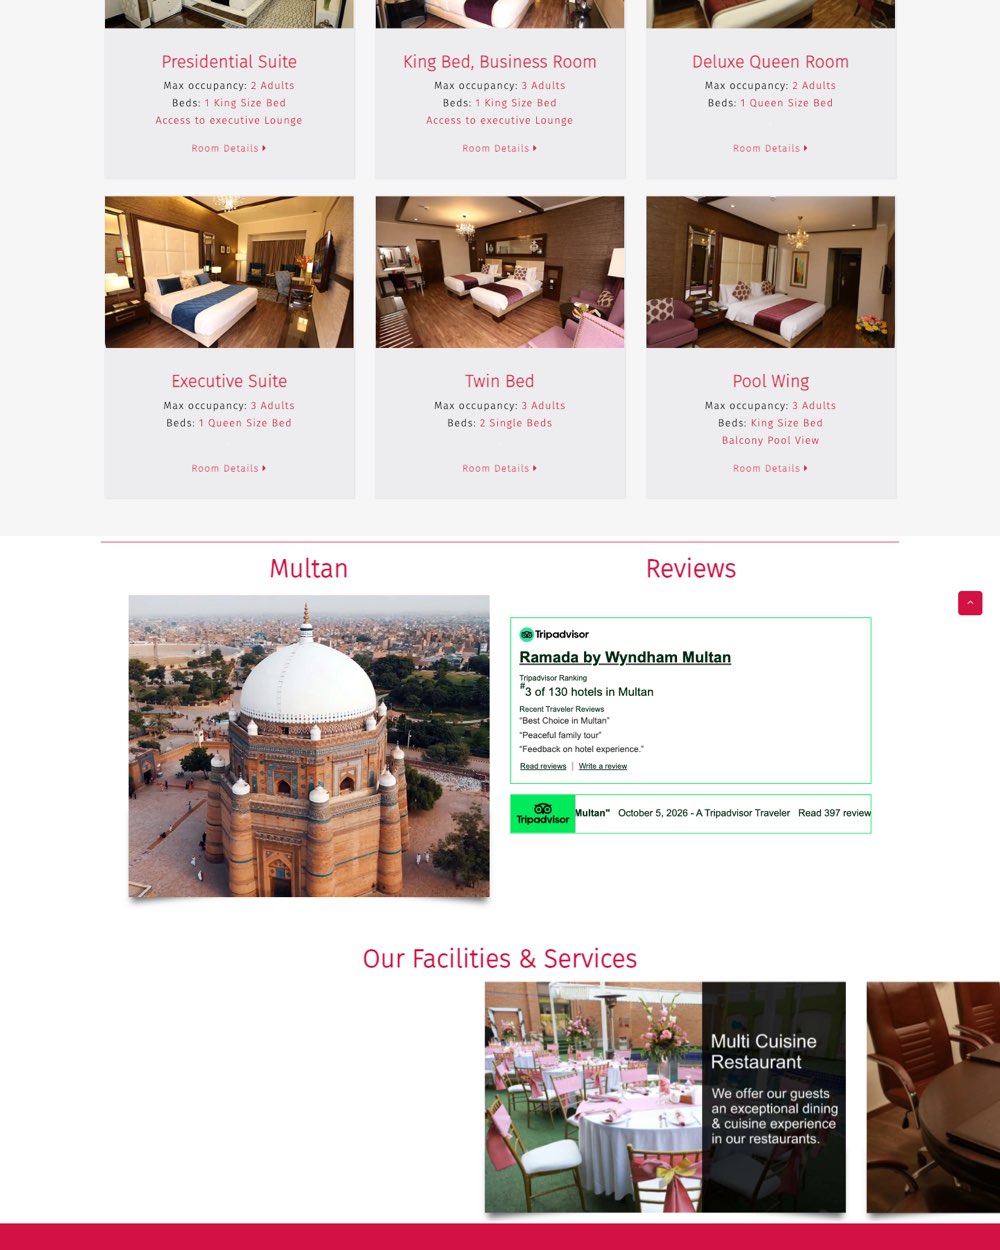 Presidential Suite
Max occupancy: 2 Adults
Beds: 1 King Size Bed
Access to executive Lounge
Room Details
King Bed, Business Room
Max occupancy: 3 Adults
Beds: 1 King Size Bed
Access to executive Lounge
Room Details
Deluxe Queen Room
Max occupancy: 2 Adults
Beds: 1 Queen Size Bed
Room Details
Executive Suite
Max occupancy: 3 Adults
Beds: 1 Queen Size Bed
Room Details
Twin Bed
Max occupancy: 3 Adults
Beds: 2 Single Beds
Room Details
Pool Wing
Max occupancy: 3 Adults
Beds: King Size Bed
Balcony Pool View
Room Details
Multan
Reviews
Tripadvisor
Ramada by Wyndham Multan
Tripadvisor Ranking
#3 of 130 hotels in Multan
Recent Traveler Reviews
“Best Choice in Multan”
“Peaceful family tour”
“Feedback on hotel experience.”
Read reviews | Write a review
Tripadvisor
Multan" October 5, 2026 - A Tripadvisor Traveler Read 397 review
Our Facilities & Services
Multi Cuisine
Restaurant
We offer our guests
an exceptional dining
& cuisine experience
in our restaurants.